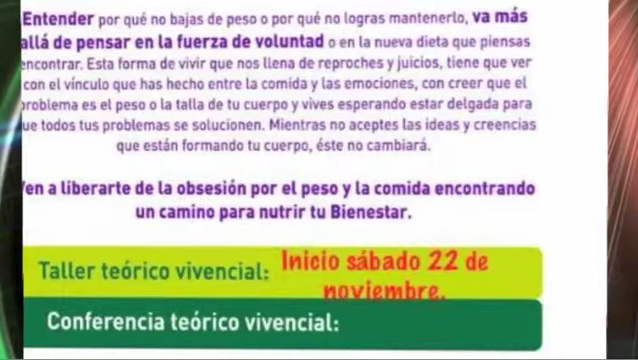 Entender por qué no bajas de peso o por qué no logras mantenerlo, va más
allá de pensar en la fuerza de voluntad o en la nueva dieta que piensas
encontrar. Esta forma de vivir que nos llena de reproches y juicios, tiene que ver
con el vínculo que has hecho entre la comida y las emociones, con creer que el
problema es el peso o la talla de tu cuerpo y vives esperando estar delgada para
que todos tus problemas se solucionen. Mientras no aceptes las ideas y creencias
que están formando tu cuerpo, éste no cambiará.
Ven a liberarte de la obsesión por el peso y la comida encontrando
un camino para nutrir tu Bienestar.
Taller teórico vivencial: Inicio sábado 22 de
noviembre.
Conferencia teórico vivencial: